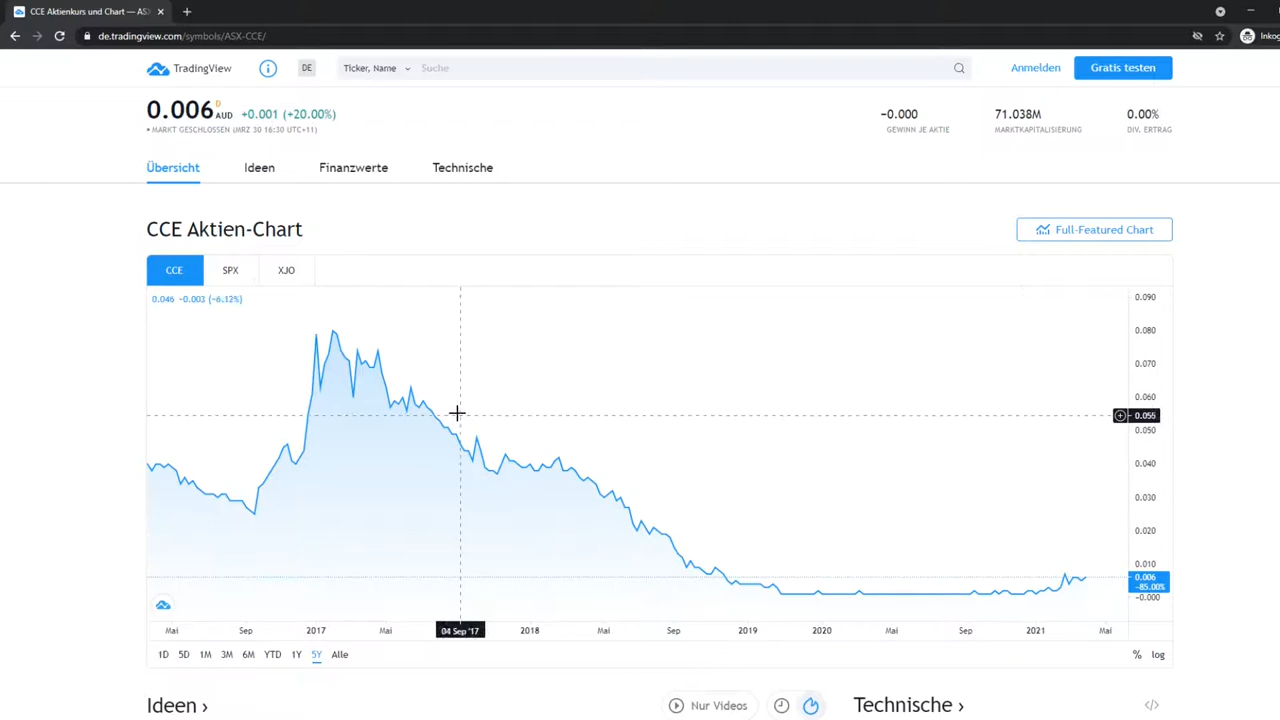 CCE Aktienkurs und Chart — ASX
de.tradingview.com/symbols/ASX-CCE/
TradingView DE Ticker, Name Suche Anmelden Gratis testen
0.006 D AUD +0.001 (+20.00%)
• MARKT GESCHLOSSEN (MRZ 30 16:30 UTC+11)
−0.000 71.038M 0.00%
GEWINN JE AKTIE MARKTKAPITALISIERUNG DIV. ERTRAG
Übersicht Ideen Finanzwerte Technische
CCE Aktien-Chart Full-Featured Chart
CCE SPX XJO
0.046 −0.003 (−6.12%)
0.090
0.080
0.070
0.060
0.055
0.050
0.040
0.030
0.020
0.010
0.006
−85.00%
−0.000
Mai Sep 2017 Mai 04 Sep '17 2018 Mai Sep 2019 2020 Mai Sep 2021 Mai
1D 5D 1M 3M 6M YTD 1Y 5Y Alle % log
Ideen › Nur Videos Technische ›